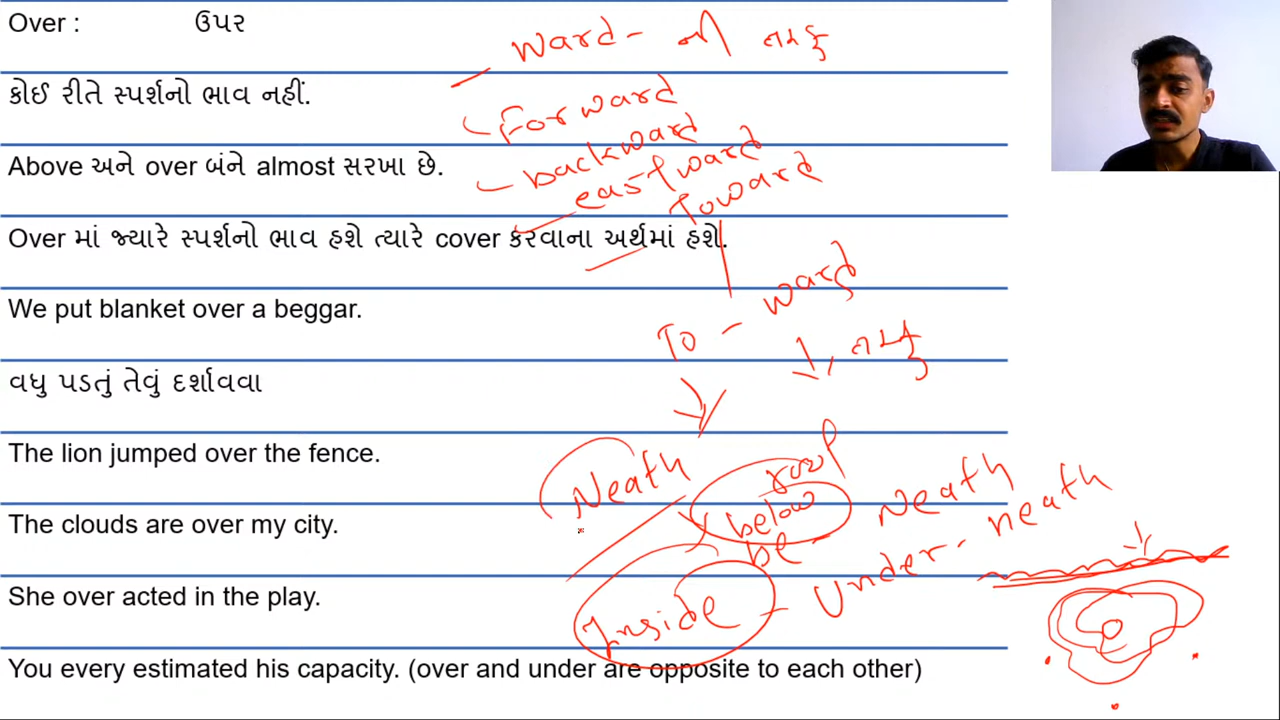 Over : ઉપર
ward - ની તરફ
કોઈ રીતે સ્પર્શનો ભાવ નહીં.
forward
backward
Above અને over બંને almost સરખા છે.
eastward
Toward
Over માં જ્યારે સ્પર્શનો ભાવ હશે ત્યારે cover કરવાના અર્થમાં હશે.
We put blanket over a beggar.
To - ward
તરફ
વધુ પડતું તેવું દર્શાવવા
The lion jumped over the fence.
Neath
roof
below
The clouds are over my city.
be - Neath
under - neath
She over acted in the play.
Inside
You every estimated his capacity. (over and under are opposite to each other)